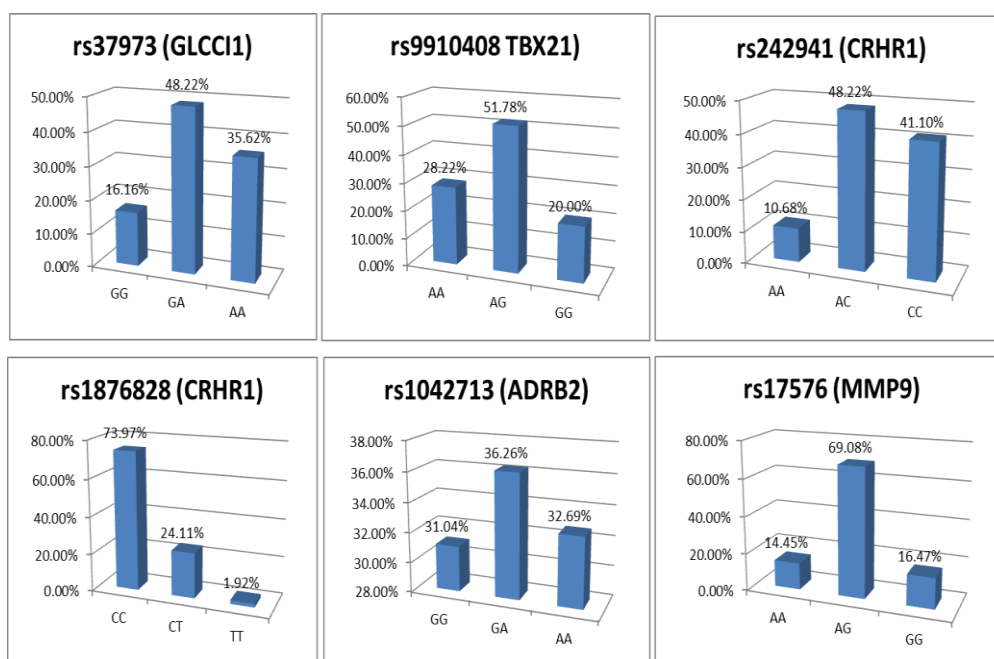 rs37973 (GLCCI1)
50.00%
40.00%
30.00%
20.00%
10.00%
0.00%
16.16%
48.22%
35.62%
GG
GA
AA
rs9910408 TBX21)
60.00%
50.00%
40.00%
30.00%
20.00%
10.00%
0.00%
28.22%
51.78%
20.00%
AA
AG
GG
rs242941 (CRHR1)
50.00%
40.00%
30.00%
20.00%
10.00%
0.00%
10.68%
48.22%
41.10%
AA
AC
CC
rs1876828 (CRHR1)
80.00%
60.00%
40.00%
20.00%
0.00%
73.97%
24.11%
1.92%
CC
CT
TT
rs1042713 (ADRB2)
38.00%
36.00%
34.00%
32.00%
30.00%
28.00%
31.04%
36.26%
32.69%
GG
GA
AA
rs17576 (MMP9)
80.00%
60.00%
40.00%
20.00%
0.00%
14.45%
69.08%
16.47%
AA
AG
GG